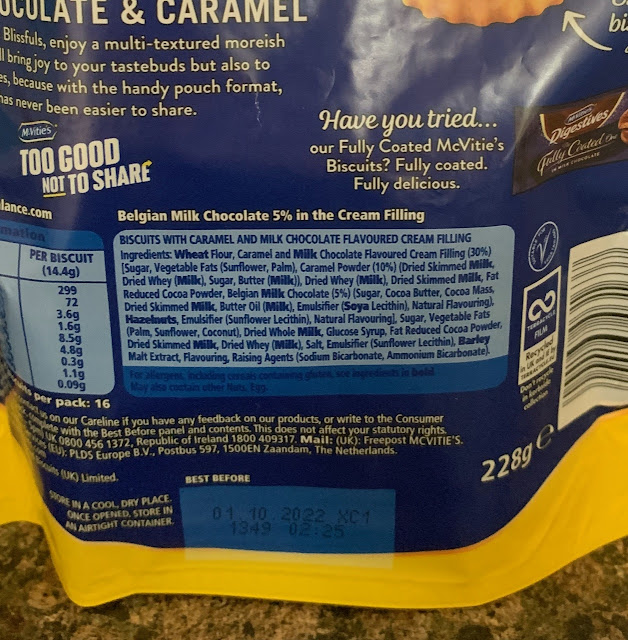 OCOLATE & CARAMEL
Blissfuls, enjoy a multi-textured moreish
ll bring joy to your tastebuds but also to
es, because with the handy pouch format,
has never been easier to share.
McVitie's
TOO GOOD
NOT TO SHARE
lance.com
Have you tried...
our Fully Coated McVitie's
Biscuits? Fully coated.
Fully delicious.
McVitie's
Digestives
Fully Coated
IN MILK CHOCOLATE
bi
Belgian Milk Chocolate 5% in the Cream Filling
mation
PER BISCUIT
(14.4g)
299
72
3.6g
1.6g
8.5g
4.8g
0.3g
1.1g
0.09g
BISCUITS WITH CARAMEL AND MILK CHOCOLATE FLAVOURED CREAM FILLING
Ingredients: Wheat Flour, Caramel and Milk Chocolate Flavoured Cream Filling (30%)
[Sugar, Vegetable Fats (Sunflower, Palm), Caramel Powder (10%) (Dried Skimmed Milk,
Dried Whey (Milk), Sugar, Butter (Milk)), Dried Whey (Milk), Dried Skimmed Milk, Fat
Reduced Cocoa Powder, Belgian Milk Chocolate (5%) (Sugar, Cocoa Butter, Cocoa Mass,
Dried Skimmed Milk, Butter Oil (Milk), Emulsifier (Soya Lecithin), Natural Flavouring),
Hazelnuts, Emulsifier (Sunflower Lecithin), Natural Flavouring], Sugar, Vegetable Fats
(Palm, Sunflower, Coconut), Dried Whole Milk, Glucose Syrup, Fat Reduced Cocoa Powder,
Dried Skimmed Milk, Dried Whey (Milk), Salt, Emulsifier (Sunflower Lecithin), Barley
Malt Extract, Flavouring, Raising Agents (Sodium Bicarbonate, Ammonium Bicarbonate).
For allergens, including cereals containing gluten, see ingredients in bold.
May also contain other Nuts, Egg.
TERRACYCLE
FILM
Recycled
in UK and
Don't recycle
collection
per pack: 16
us on our Careline if you have any feedback on our products, or write to the Consumer
complete with the Best Before panel and contents. This does not affect your statutory rights.
UK 0800 456 1372, Republic of Ireland 1800 409317. Mail: (UK): Freepost MCVITIE'S.
(EU): PLDS Europe B.V., Postbus 597, 1500EN Zaandam, The Netherlands.
(UK) Limited.
228g e
STORE IN A COOL, DRY PLACE.
ONCE OPENED, STORE IN
AN AIRTIGHT CONTAINER.
BEST BEFORE
01 10 2022 XC1
1349 02:25